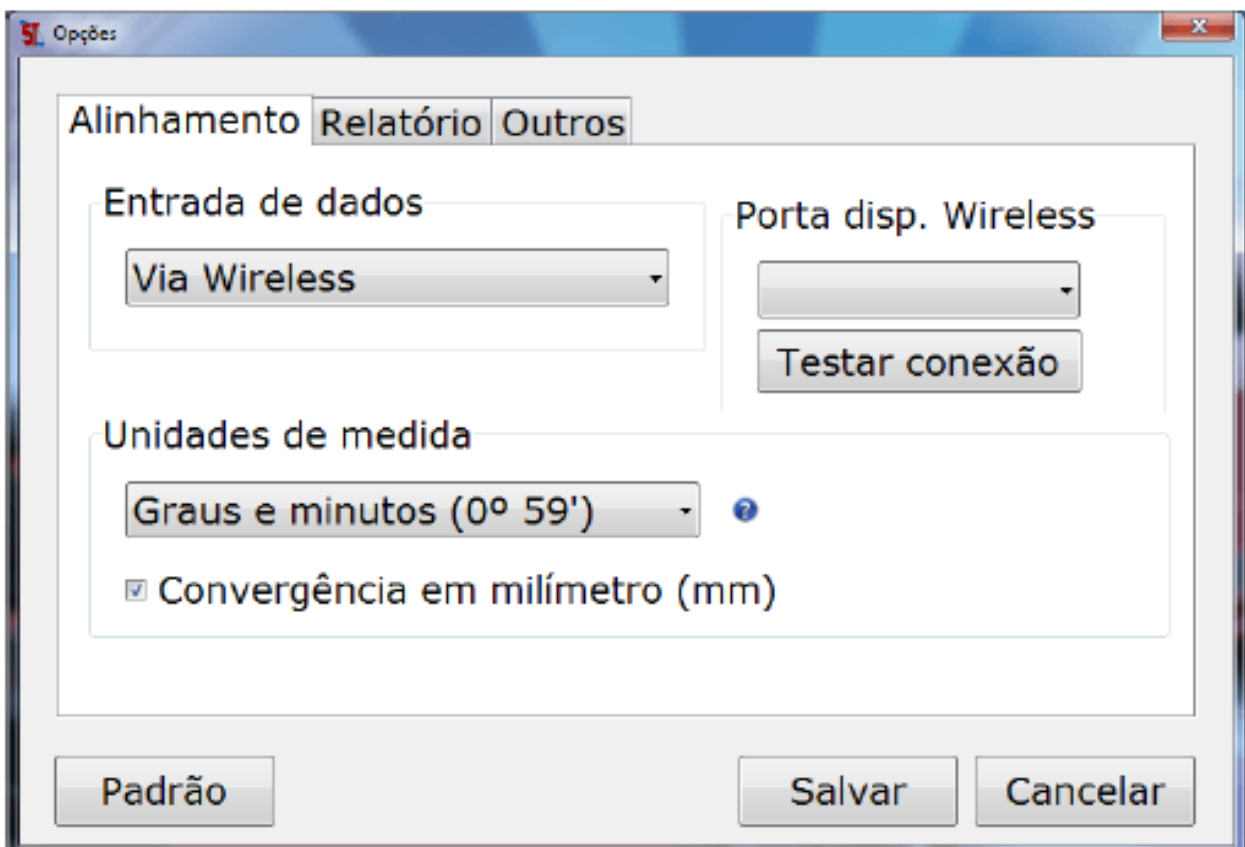 Opções
Alinhamento Relatório Outros
Entrada de dados
Via Wireless
Porta disp. Wireless
Testar conexão
Unidades de medida
Graus e minutos (0º 59')
?
Convergência em milímetro (mm)
Padrão
Salvar
Cancelar